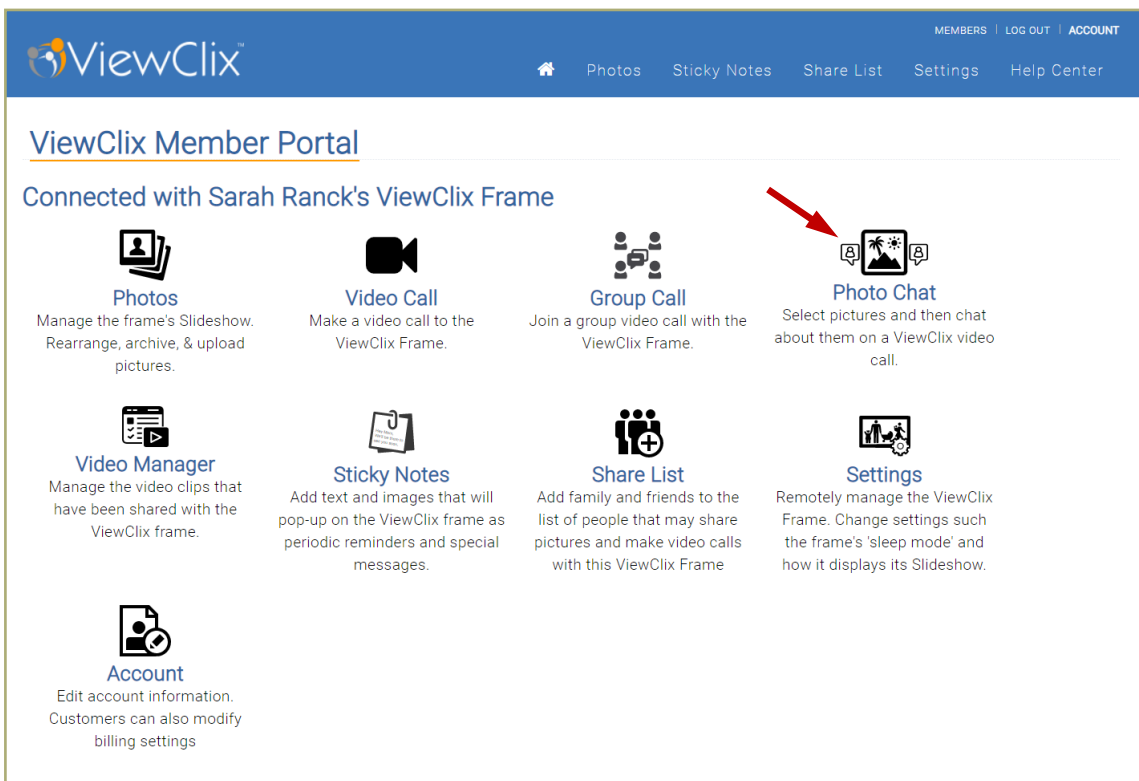 MEMBERS | LOG OUT | ACCOUNT
ViewClix™
Photos Sticky Notes Share List Settings Help Center
ViewClix Member Portal
Connected with Sarah Ranck's ViewClix Frame
Photos
Manage the frame's Slideshow.
Rearrange, archive, & upload
pictures.
Video Call
Make a video call to the
ViewClix Frame.
Group Call
Join a group video call with the
ViewClix Frame.
Photo Chat
Select pictures and then chat
about them on a ViewClix video
call.
Video Manager
Manage the video clips that
have been shared with the
ViewClix frame.
Sticky Notes
Add text and images that will
pop-up on the ViewClix frame as
periodic reminders and special
messages.
Share List
Add family and friends to the
list of people that may share
pictures and make video calls
with this ViewClix Frame
Settings
Remotely manage the ViewClix
Frame. Change settings such
the frame's 'sleep mode' and
how it displays its Slideshow.
Account
Edit account information.
Customers can also modify
billing settings